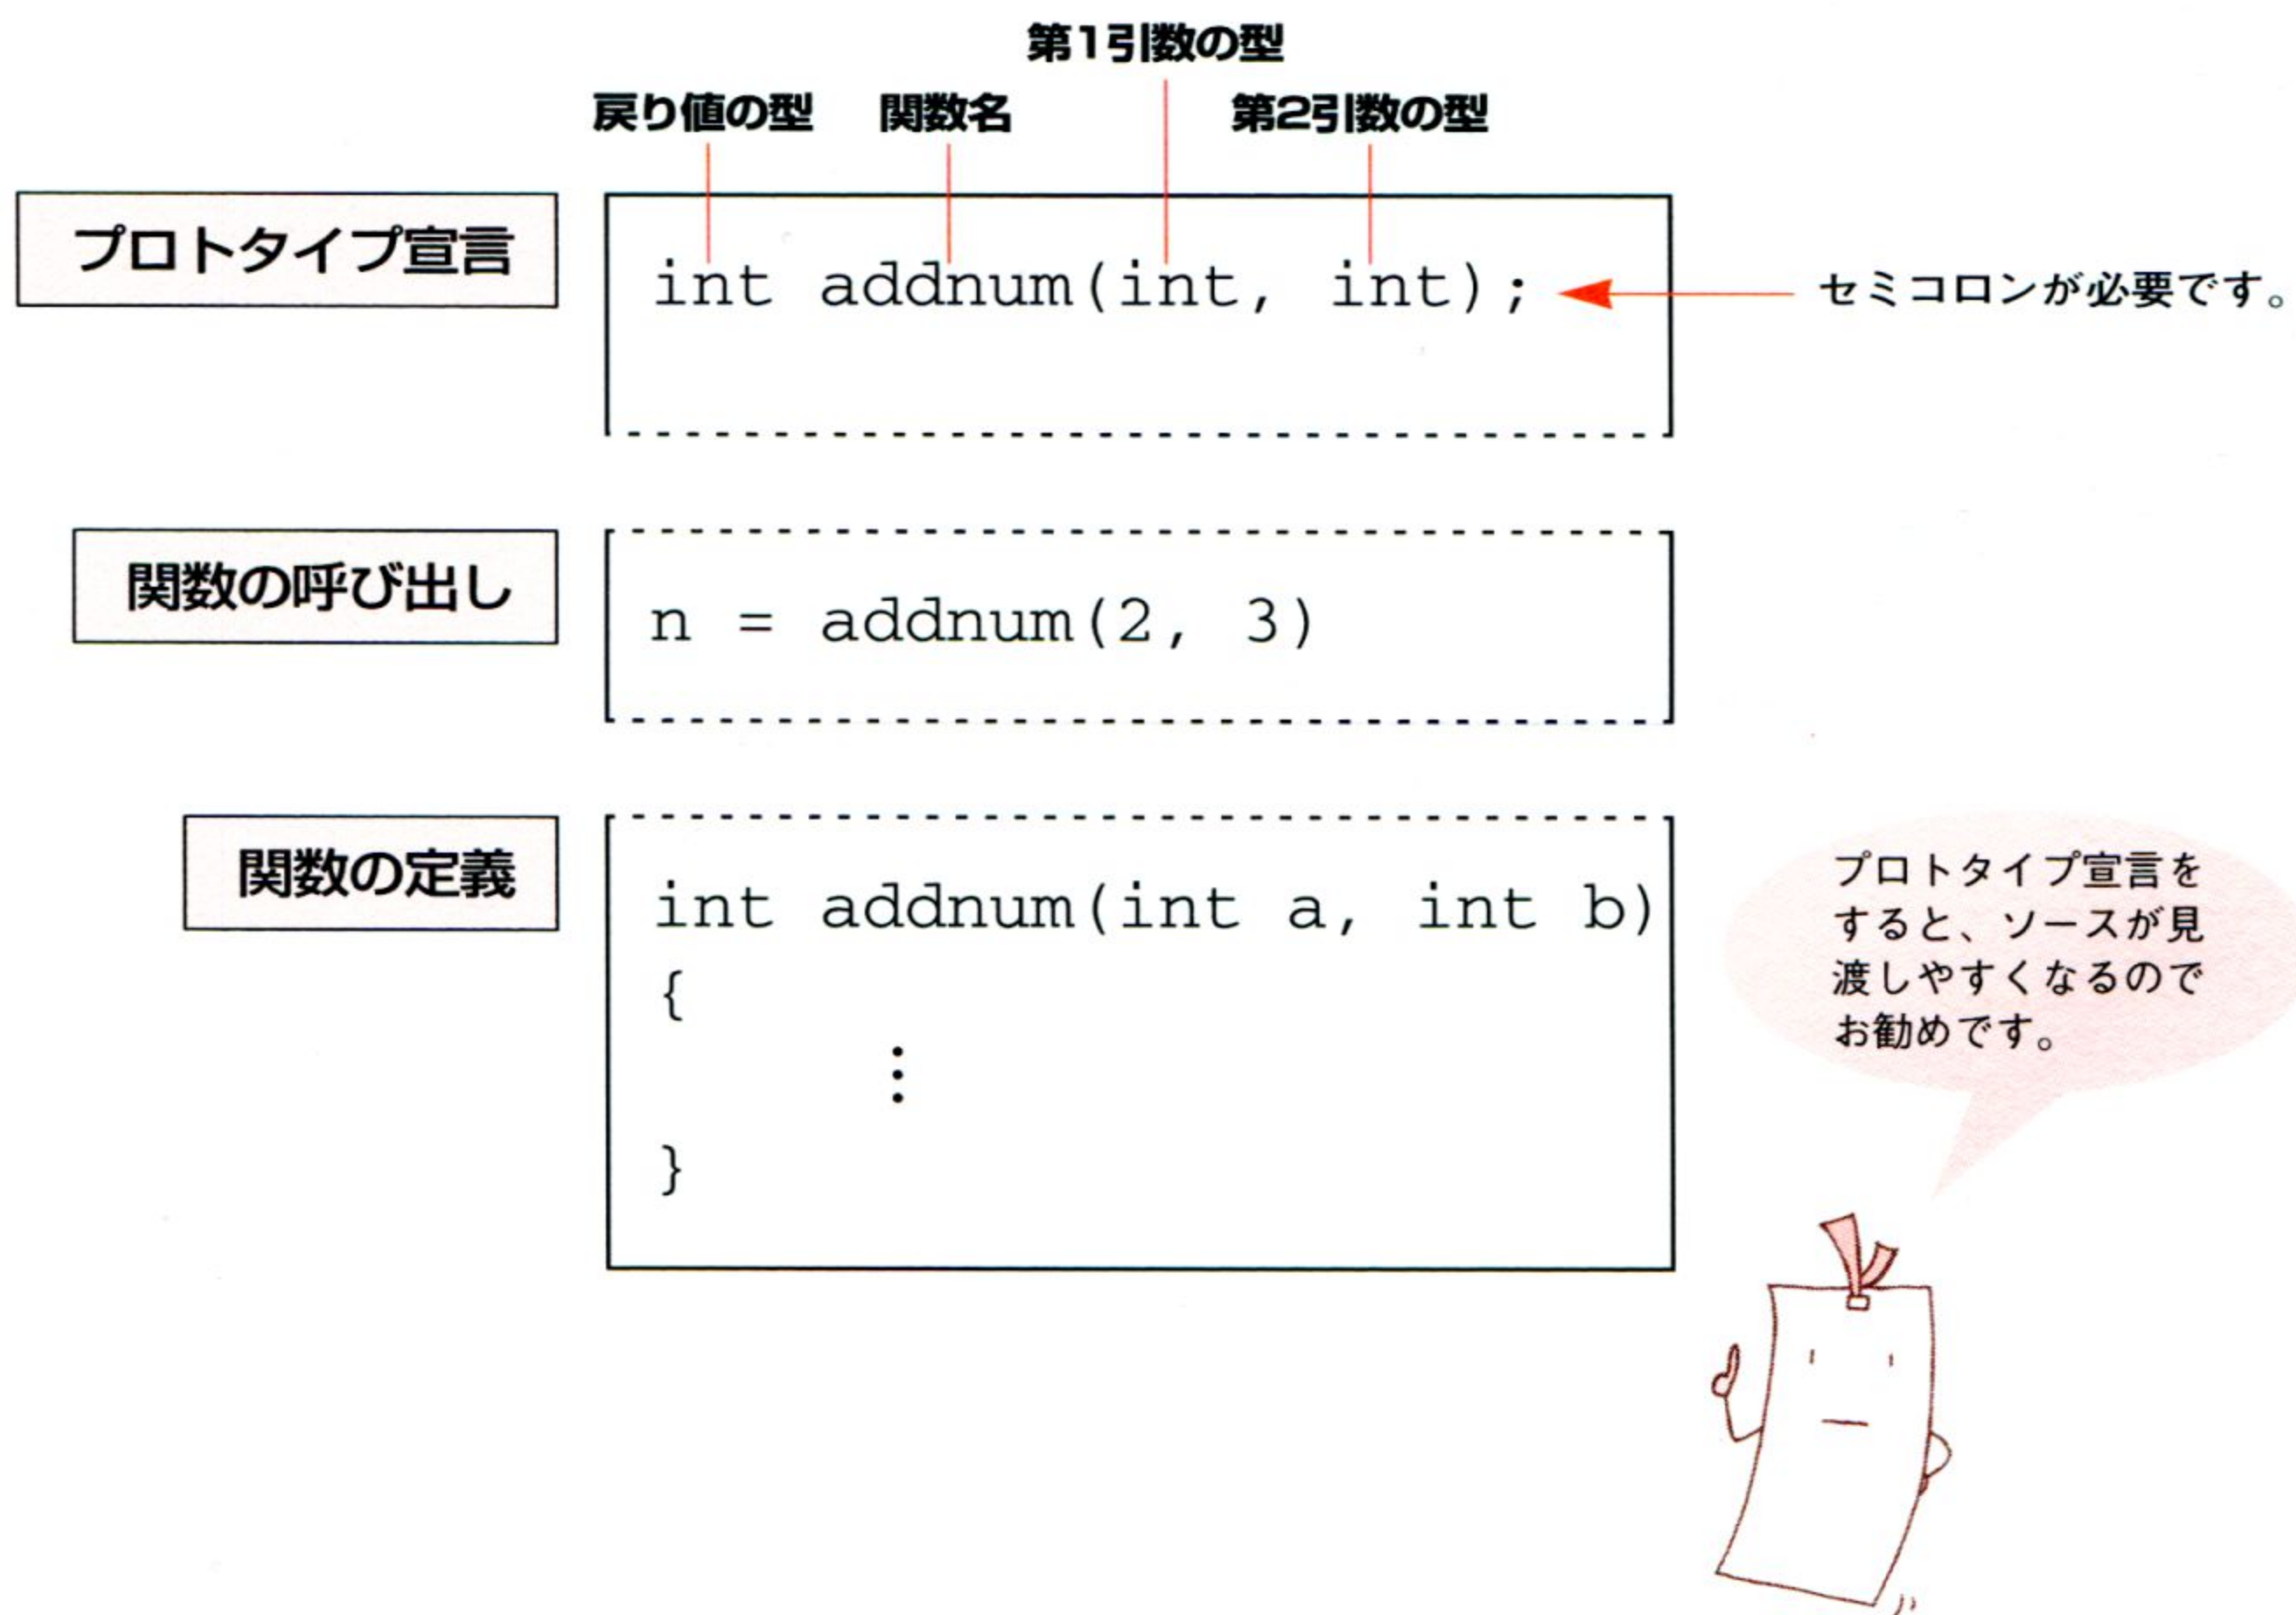 第1引数の型
戻り値の型 関数名 第2引数の型
プロトタイプ宣言
int addnum(int, int);
セミコロンが必要です。
関数の呼び出し
n = addnum(2, 3)
関数の定義
int addnum(int a, int b)
{
⋮
}
プロトタイプ宣言を
すると、ソースが見
渡しやすくなるので
お勧めです。